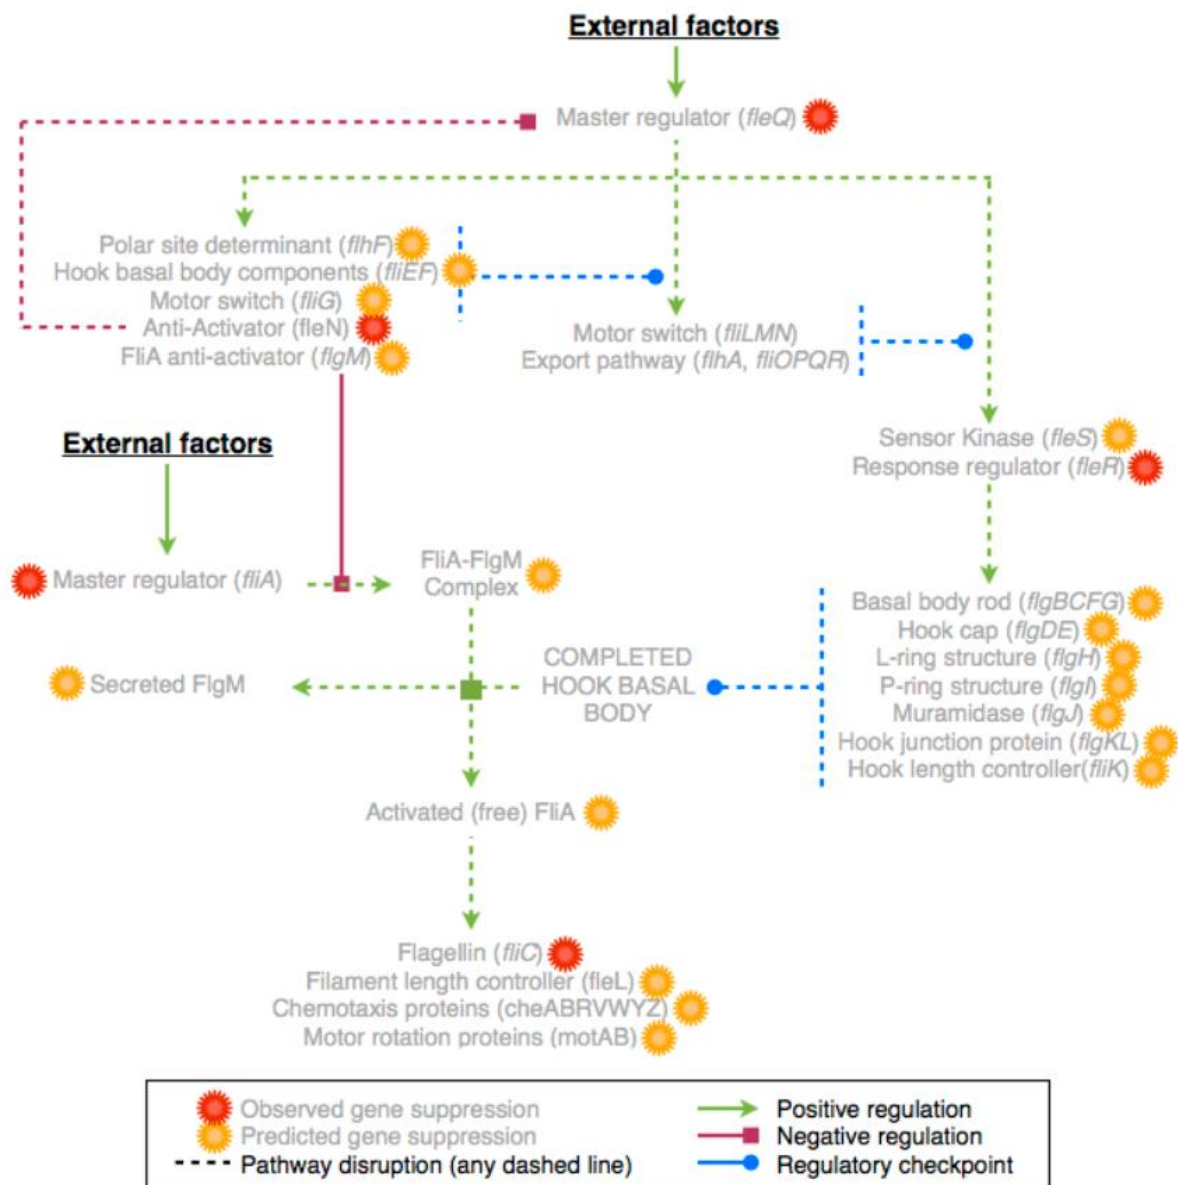 External factors
Master regulator (fleQ)
Polar site determinant (flhF)
Hook basal body components (fliEF)
Motor switch (fliG)
Anti-Activator (fleN)
FliA anti-activator (flgM)
Motor switch (fliLMN)
Export pathway (flhA, fliOPQR)
External factors
Sensor Kinase (fleS)
Response regulator (fleR)
Master regulator (fliA)
FliA-FlgM
Complex
Basal body rod (flgBCFG)
Hook cap (flgDE)
L-ring structure (flgH)
P-ring structure (flgI)
Muramidase (flgJ)
Hook junction protein (flgKL)
Hook length controller(fliK)
Secreted FlgM
COMPLETED
HOOK BASAL
BODY
Activated (free) FliA
Flagellin (fliC)
Filament length controller (fleL)
Chemotaxis proteins (cheABRVWYZ)
Motor rotation proteins (motAB)
Observed gene suppression
Predicted gene suppression
Pathway disruption (any dashed line)
Positive regulation
Negative regulation
Regulatory checkpoint